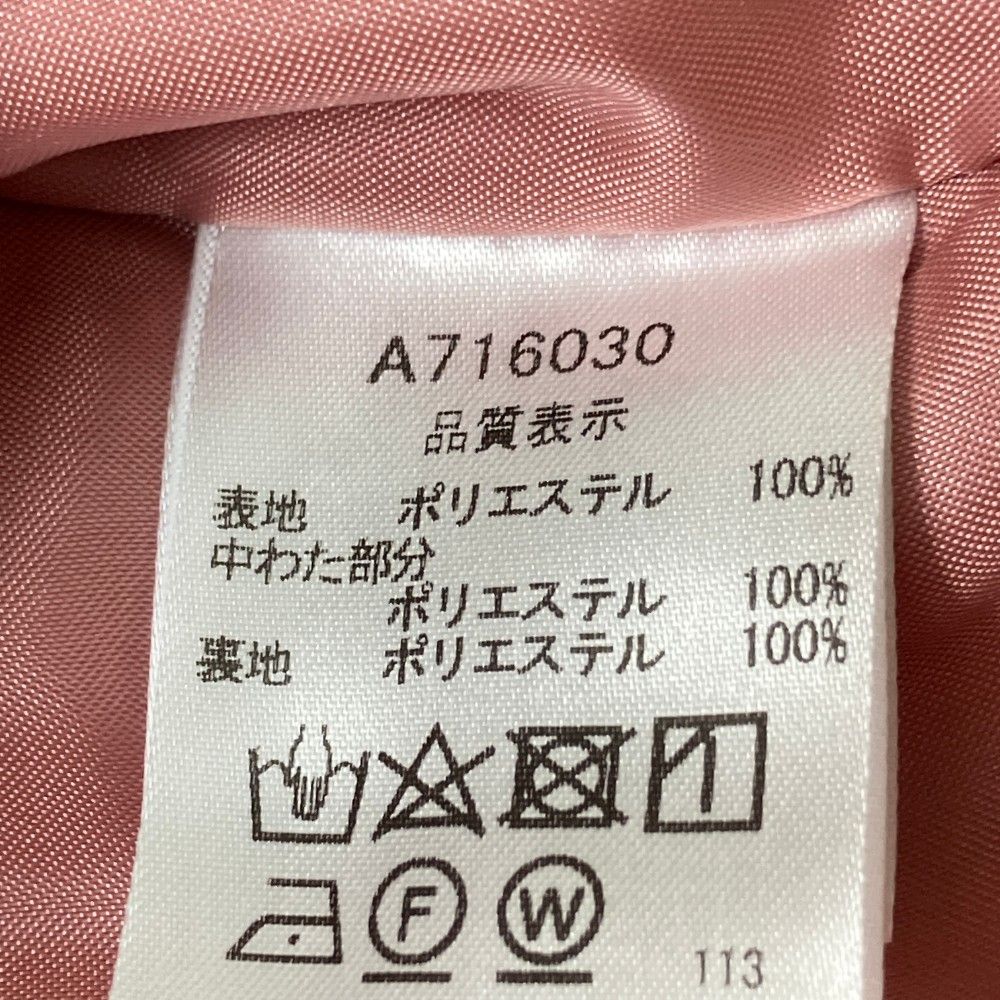 A716030
品質表示
表地 ポリエステル 100%
中わた部分
ポリエステル 100%
裏地 ポリエステル 100%
F W
113